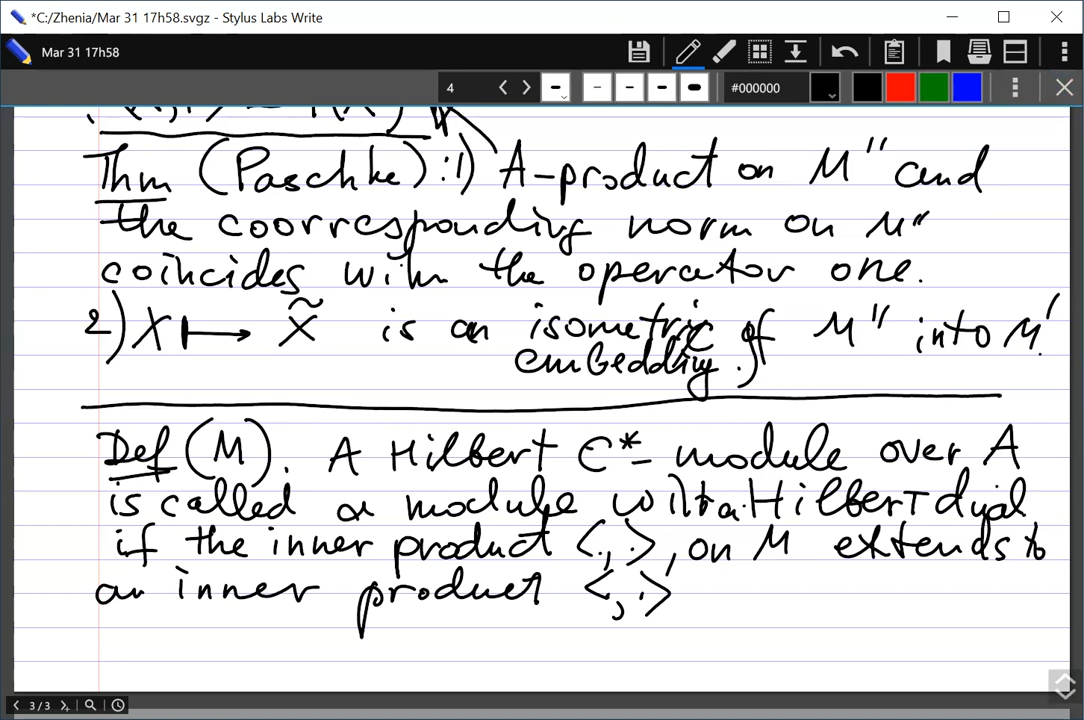 *C:/Zhenia/Mar 31 17h58.svgz - Stylus Labs Write
Mar 31 17h58
4
#000000
Thm (Paschke): 1) A-product on M'' and
the coorresponding norm on M''
coincides with the operator one.
2) X ↦ X̃ is an isometric of M'' into M'.
embedding.
Def (M). A Hilbert C*-module over A
is called a module with a Hilbert dual
if the inner product <.,.>, on M extends to
an inner product <,.>
3/3